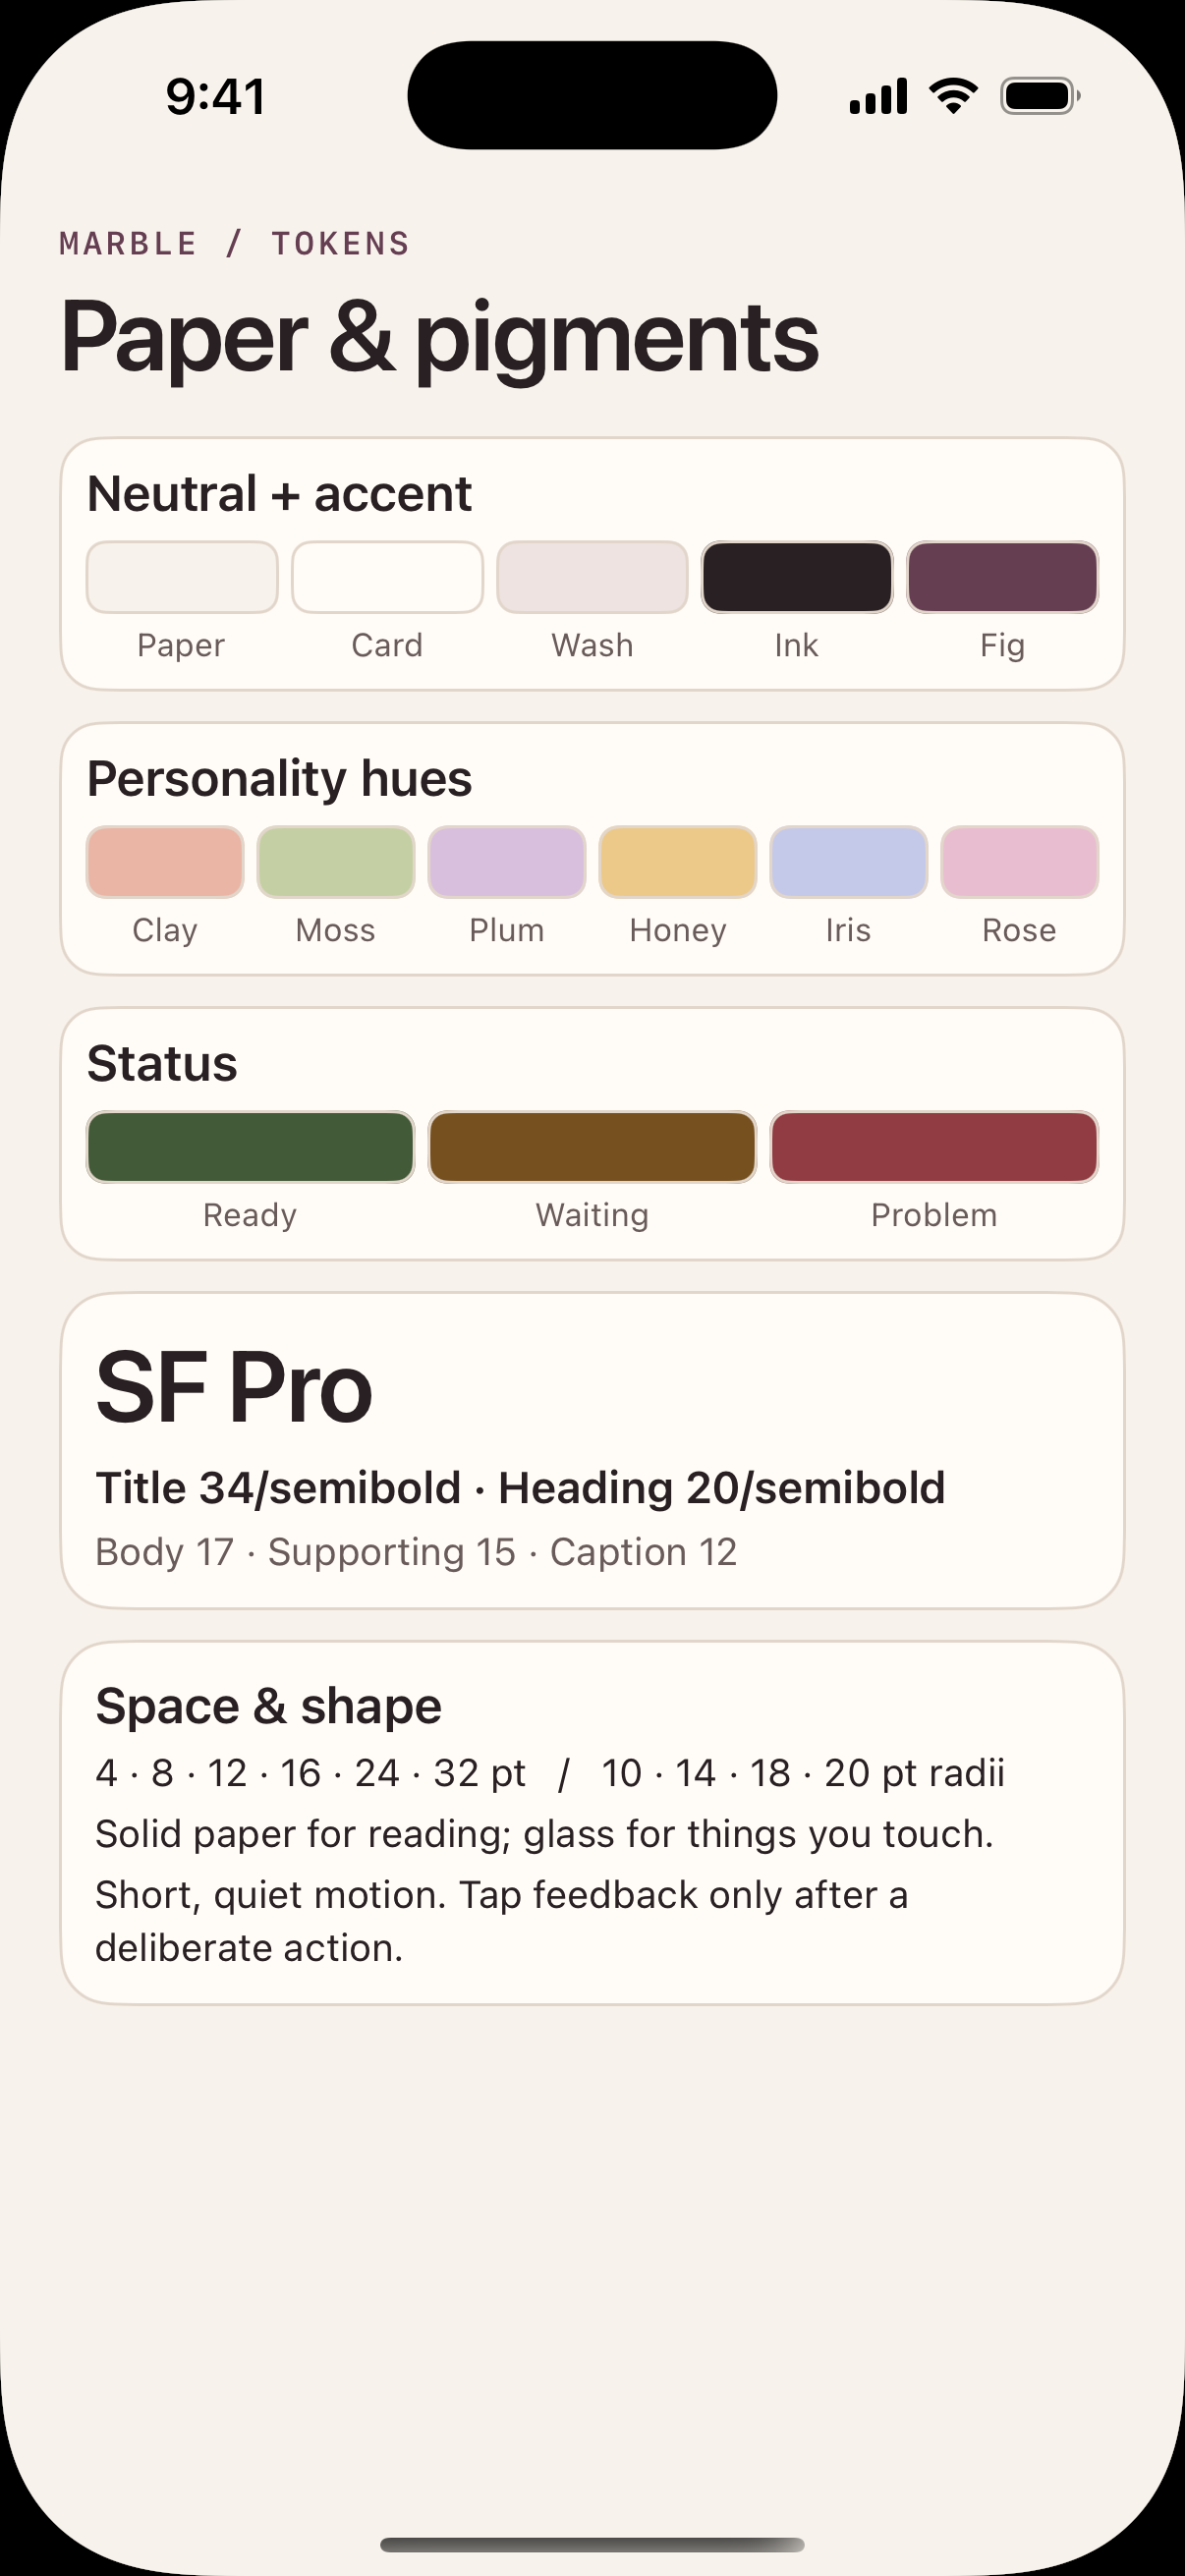 9:41
MARBLE / TOKENS
Paper & pigments
Neutral + accent
Paper Card Wash Ink Fig
Personality hues
Clay Moss Plum Honey Iris Rose
Status
Ready Waiting Problem
SF Pro
Title 34/semibold · Heading 20/semibold
Body 17 · Supporting 15 · Caption 12
Space & shape
4 · 8 · 12 · 16 · 24 · 32 pt / 10 · 14 · 18 · 20 pt radii
Solid paper for reading; glass for things you touch.
Short, quiet motion. Tap feedback only after a
deliberate action.